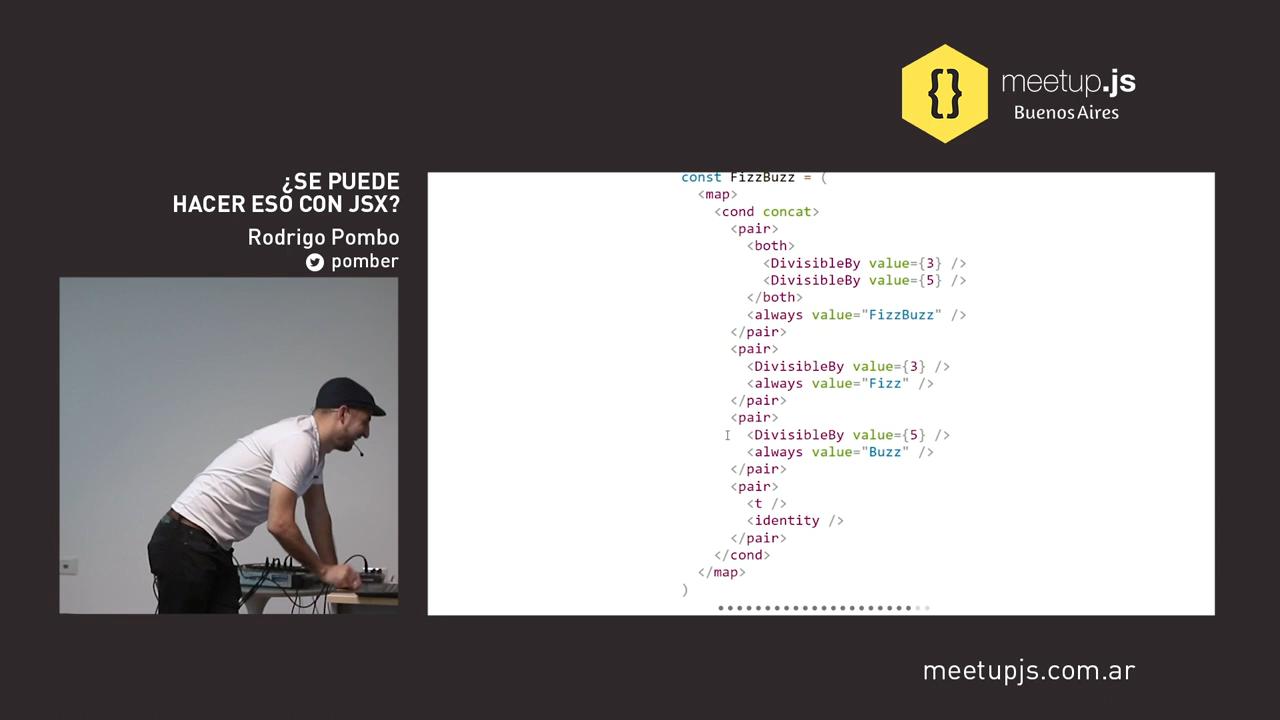 {}
meetup.js
Buenos Aires
¿SE PUEDE
HACER ESO CON JSX?
Rodrigo Pombo
pomber
const FizzBuzz = (
<map>
<cond concat>
<pair>
<both>
<DivisibleBy value={3} />
<DivisibleBy value={5} />
</both>
<always value="FizzBuzz" />
</pair>
<pair>
<DivisibleBy value={3} />
<always value="Fizz" />
</pair>
<pair>
<DivisibleBy value={5} />
<always value="Buzz" />
</pair>
<pair>
<t />
<identity />
</pair>
</cond>
</map>
)
meetupjs.com.ar